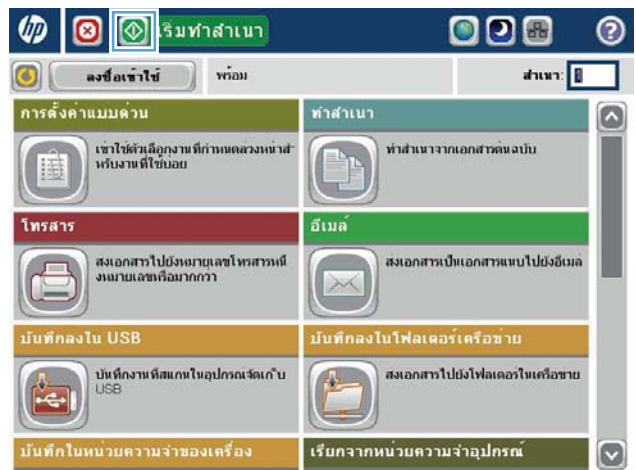 hp เริ่มทำสำเนา ?
ลงชื่อเข้าใช้ พร้อม สำเนา: 1
การตั้งค่าแบบด่วน
เข้าใช้ตัวเลือกงานที่กำหนดล่วงหน้าสำ
หรับงานที่ใช้บ่อย
ทำสำเนา
ทำสำเนาจากเอกสารต้นฉบับ
โทรสาร
ส่งเอกสารไปยังหมายเลขโทรสารหนึ่
งหมายเลขหรือมากกว่า
อีเมล์
ส่งเอกสารเป็นเอกสารแนบไปยังอีเมล
บันทึกลงใน USB
บันทึกงานที่สแกนในอุปกรณ์จัดเก็บ
USB
บันทึกลงในโฟลเดอร์เครือข่าย
ส่งเอกสารไปยังโฟลเดอร์ในเครือข่าย
บันทึกในหน่วยความจำของเครื่อง
เรียกจากหน่วยความจำอุปกรณ์